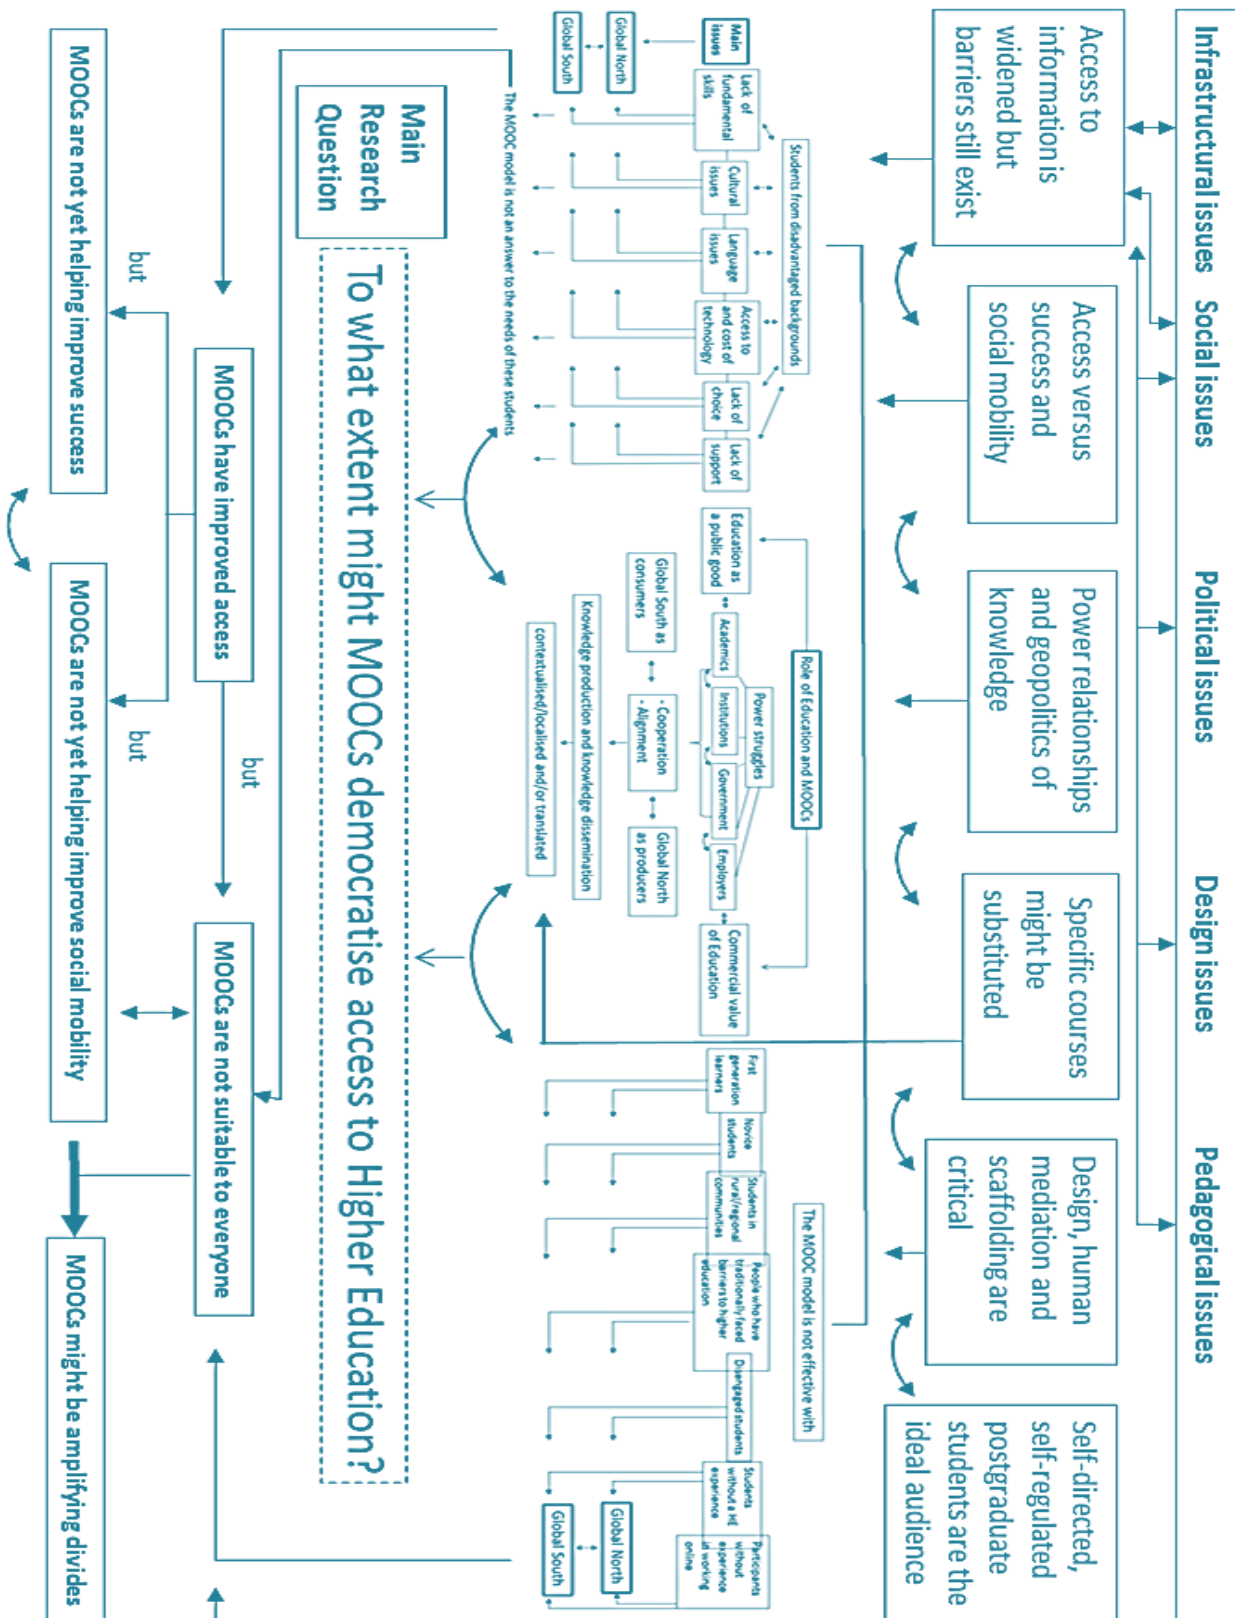 Infrastructural issues
Social issues
Political issues
Design issues
Pedagogical issues
Access to
information is
widened but
barriers still exist
Access versus
success and
social mobility
Power relationships
and geopolitics of
knowledge
Specific courses
might be
substituted
Design, human
mediation and
scaffolding are
critical
Self-directed,
self-regulated
postgraduate
students are the
ideal audience
Students from disadvantaged backgrounds
Main
issues
Lack of
fundamental
skills
Cultural
issues
Language
issues
Access to
and cost of
technology
Lack of
choice
Lack of
support
Global North
Global South
The MOOC model is not an answer to the needs of these students
Role of Education and MOOCs
Education as
a public good
Power struggles
Academics
Institutions
Government
Employers
Commercial value
of Education
Global South as
consumers
- Cooperation
- Alignment
Global North
as producers
Knowledge production and knowledge dissemination
contextualised/localised and/or translated
The MOOC model is not effective with
First
generation
learners
Novice
students
Students in
rural/regional
communities
People who have
traditionally faced
barriers to higher
education
Disengaged students
Students
without a HE
experience
Participants
without
experience
in working
online
Global North
Global South
Main
Research
Question
To what extent might MOOCs democratise access to Higher Education?
MOOCs have improved access
but
MOOCs are not suitable to everyone
but
but
MOOCs are not yet helping improve success
MOOCs are not yet helping improve social mobility
MOOCs might be amplifying divides